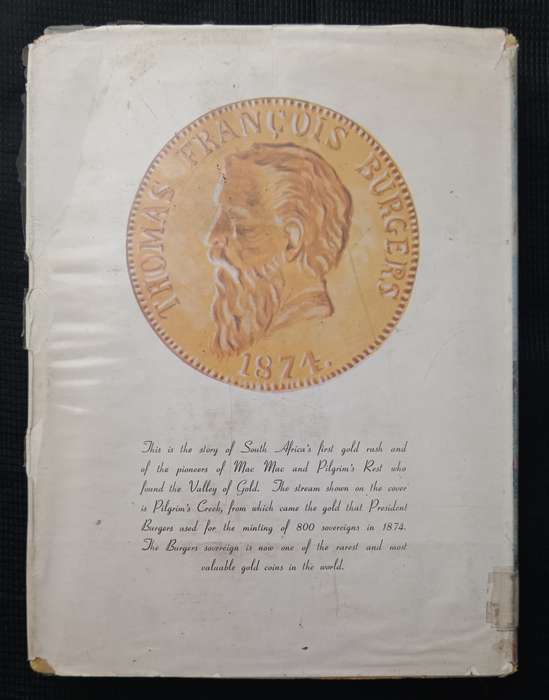 THOMAS FRANÇOIS BURGERS
1874.
This is the story of South Africa's first gold rush and
of the pioneers of Mac Mac and Pilgrim's Rest who
found the Valley of Gold. The stream shown on the cover
is Pilgrim's Creek, from which came the gold that President
Burgers used for the minting of 800 sovereigns in 1874.
The Burgers sovereign is now one of the rarest and most
valuable gold coins in the world.